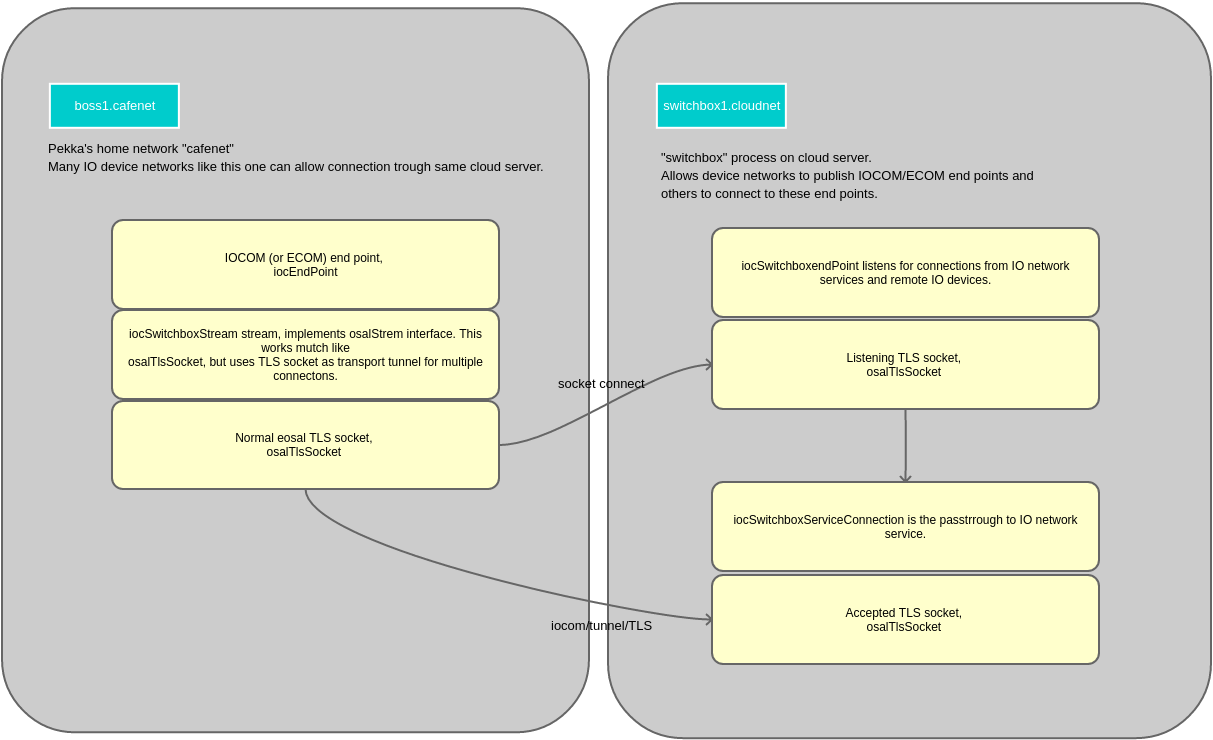 boss1.cafenet
Pekka's home network "cafenet"
Many IO device networks like this one can allow connection trough same cloud server.
IOCOM (or ECOM) end point,
iocEndPoint
iocSwitchboxStream stream, implements osalStrem interface. This
works mutch like
osalTlsSocket, but uses TLS socket as transport tunnel for multiple
connectons.
Normal eosal TLS socket,
osalTlsSocket
socket connect
iocom/tunnel/TLS
switchbox1.cloudnet
"switchbox" process on cloud server.
Allows device networks to publish IOCOM/ECOM end points and
others to connect to these end points.
iocSwitchboxendPoint listens for connections from IO network
services and remote IO devices.
Listening TLS socket,
osalTlsSocket
iocSwitchboxServiceConnection is the passtrrough to IO network
service.
Accepted TLS socket,
osalTlsSocket